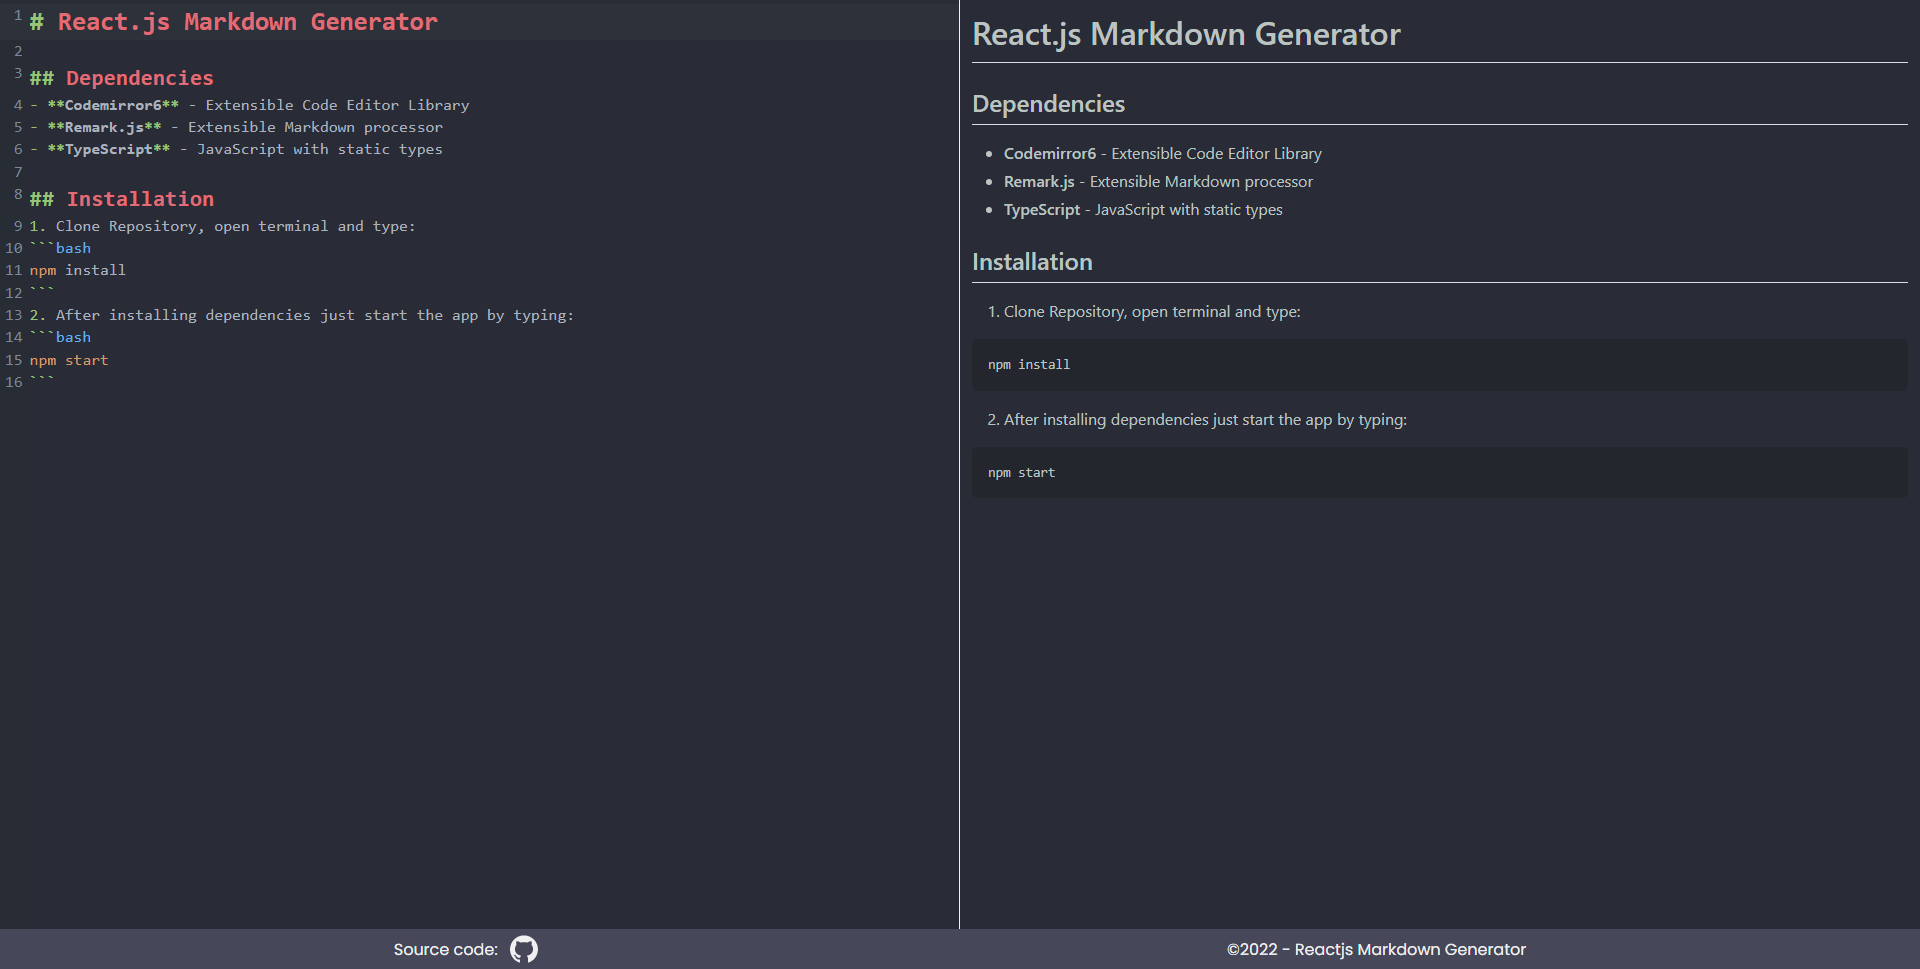 1 # React.js Markdown Generator
2
3 ## Dependencies
4 - **Codemirror6** - Extensible Code Editor Library
5 - **Remark.js** - Extensible Markdown processor
6 - **TypeScript** - JavaScript with static types
7
8 ## Installation
9 1. Clone Repository, open terminal and type:
10 ```bash
11 npm install
12 ```
13 2. After installing dependencies just start the app by typing:
14 ```bash
15 npm start
16 ```
React.js Markdown Generator
Dependencies
• Codemirror6 - Extensible Code Editor Library
• Remark.js - Extensible Markdown processor
• TypeScript - JavaScript with static types
Installation
1. Clone Repository, open terminal and type:
npm install
2. After installing dependencies just start the app by typing:
npm start
Source code:
©2022 - Reactjs Markdown Generator